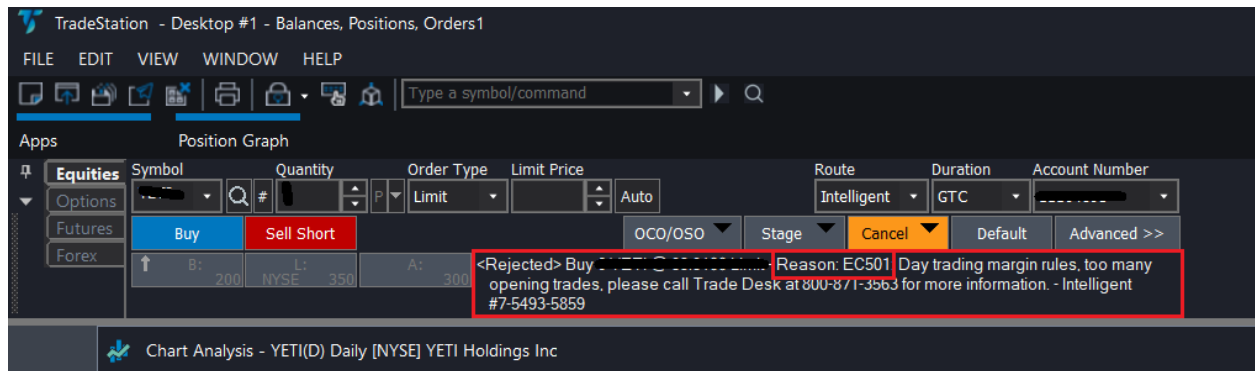 TradeStation - Desktop #1 - Balances, Positions, Orders1
FILE EDIT VIEW WINDOW HELP
Type a symbol/command
Apps Position Graph
Equities Symbol Quantity Order Type Limit Price Route Duration Account Number
Options # P Limit Auto Intelligent GTC
Futures Buy Sell Short OCO/OSO Stage Cancel Default Advanced >>
Forex B: 200 L: NYSE 350 A: 300
<Rejected> Buy Reason: EC501 Day trading margin rules, too many
opening trades, please call Trade Desk at 800-871-3563 for more information. - Intelligent
#7-5493-5859
Chart Analysis - YETI(D) Daily [NYSE] YETI Holdings Inc